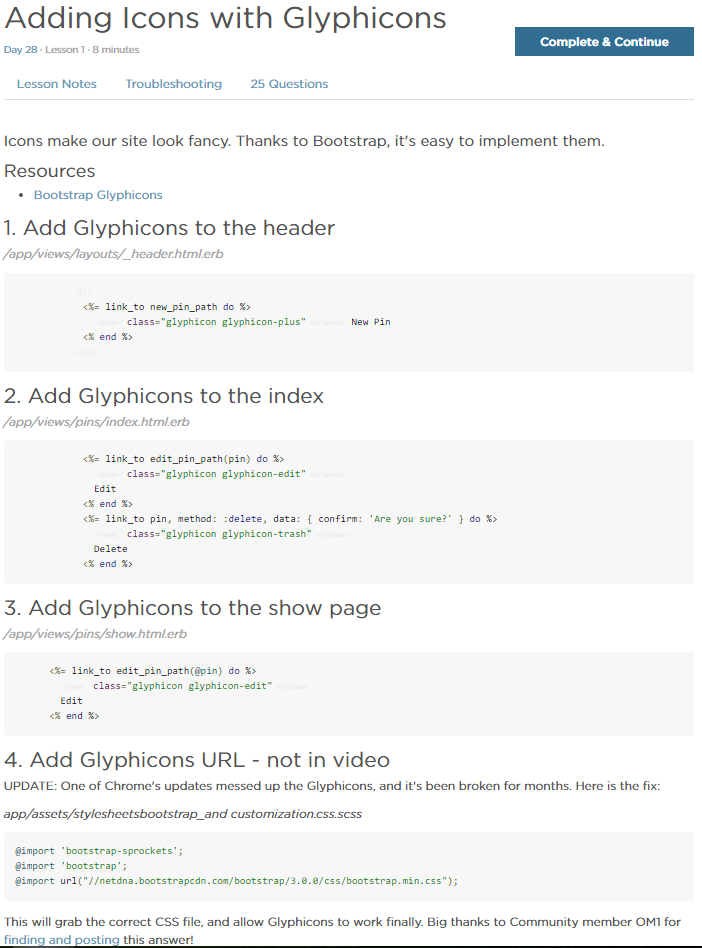 Adding Icons with Glyphicons
Complete & Continue
Day 28 · Lesson 1 · 8 minutes
Lesson Notes Troubleshooting 25 Questions
Icons make our site look fancy. Thanks to Bootstrap, it's easy to implement them.
Resources
• Bootstrap Glyphicons
1. Add Glyphicons to the header
/app/views/layouts/_header.html.erb
<li>
<%= link_to new_pin_path do %>
<span class="glyphicon glyphicon-plus"></span> New Pin
<% end %>
</li>
2. Add Glyphicons to the index
/app/views/pins/index.html.erb
<%= link_to edit_pin_path(pin) do %>
<span class="glyphicon glyphicon-edit"></span>
Edit
<% end %>
<%= link_to pin, method: :delete, data: { confirm: 'Are you sure?' } do %>
<span class="glyphicon glyphicon-trash"></span>
Delete
<% end %>
3. Add Glyphicons to the show page
/app/views/pins/show.html.erb
<%= link_to edit_pin_path(@pin) do %>
<span class="glyphicon glyphicon-edit"></span>
Edit
<% end %>
4. Add Glyphicons URL - not in video
UPDATE: One of Chrome's updates messed up the Glyphicons, and it's been broken for months. Here is the fix:
app/assets/stylesheetsbootstrap_and customization.css.scss
@import 'bootstrap-sprockets';
@import 'bootstrap';
@import url("//netdna.bootstrapcdn.com/bootstrap/3.0.0/css/bootstrap.min.css");
This will grab the correct CSS file, and allow Glyphicons to work finally. Big thanks to Community member OM1 for
finding and posting this answer!